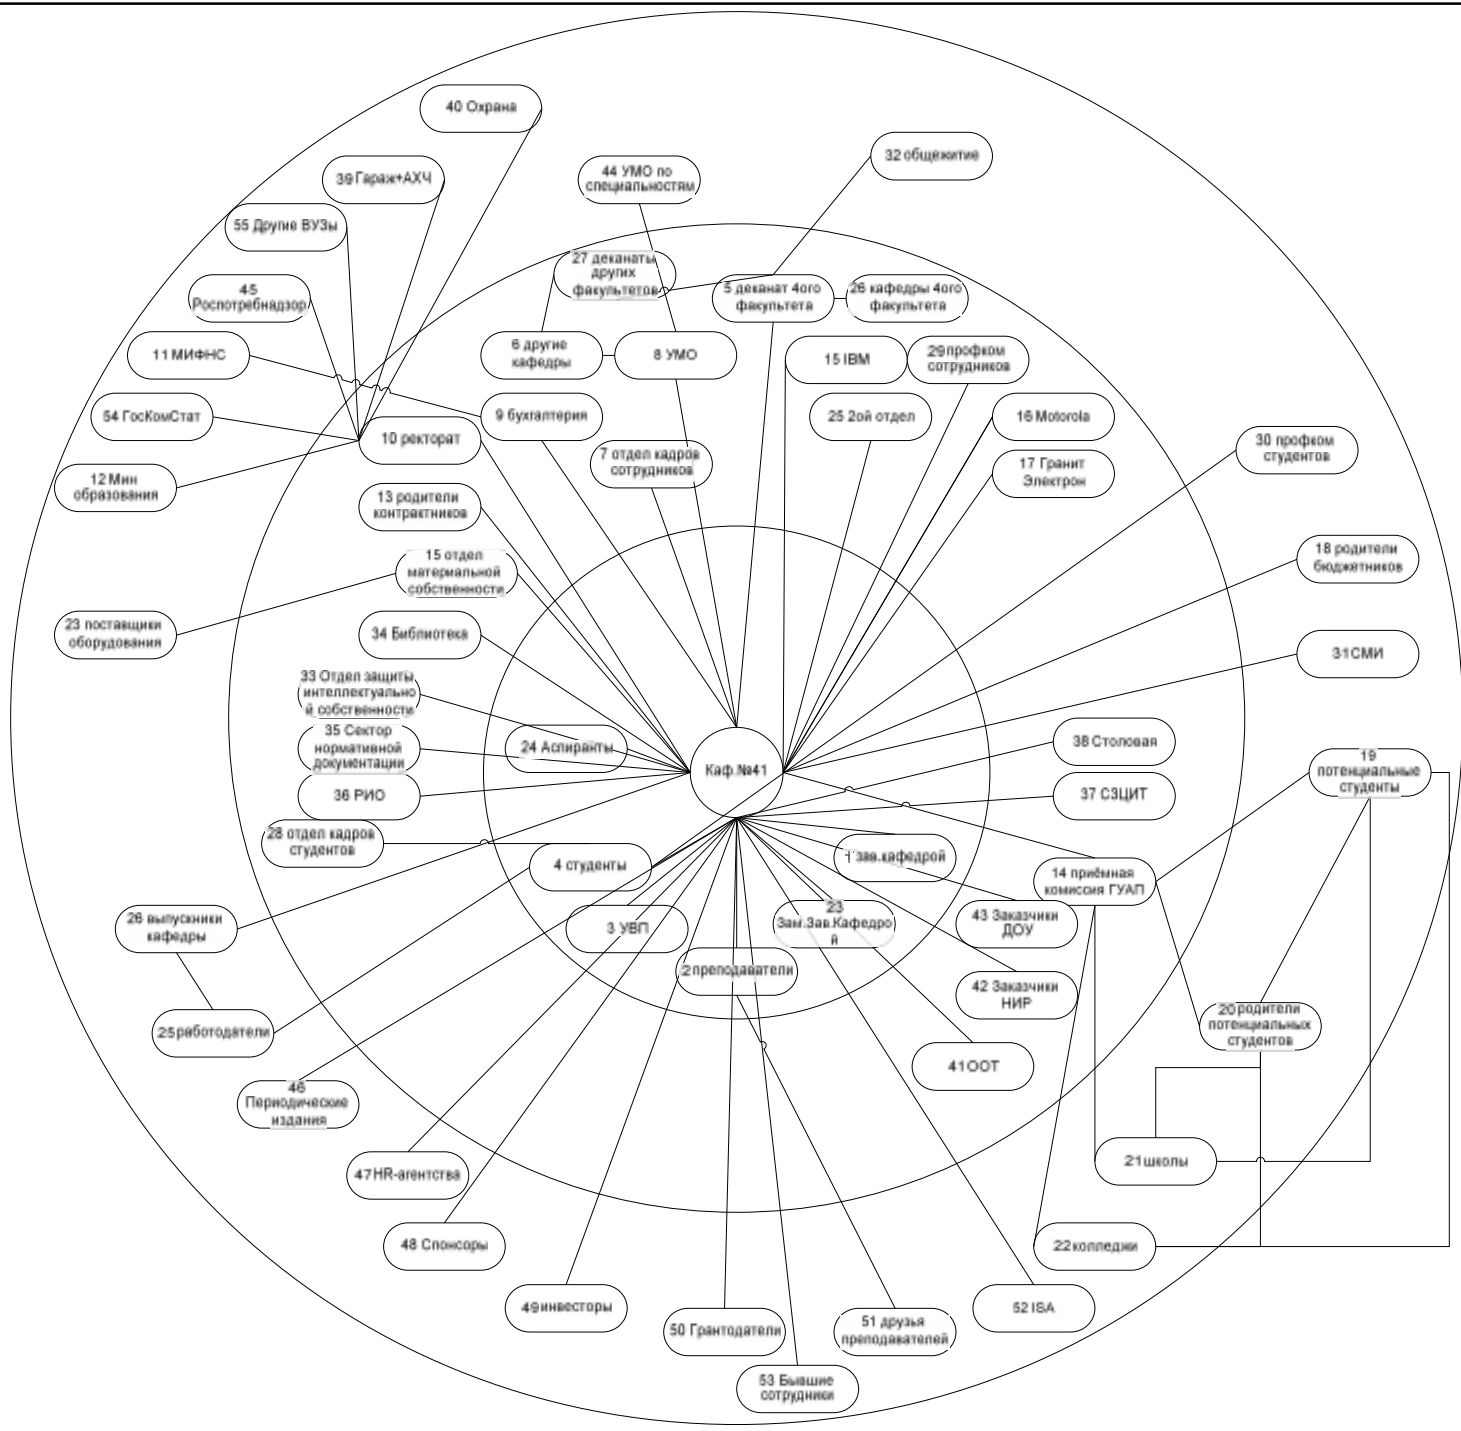 40 Охрана
32 общежитие
44 УМО по
специальностям
39 Гараж+АХЧ
55 Другие ВУЗы
27 деканаты
других
факультетов
5 деканат 4ого
факультета
26 кафедры 4ого
факультета
45
Роспотребнадзор
11 МИФНС
6 другие
кафедры
8 УМО
15 IBM
29 профком
сотрудников
54 ГосКомСтат
9 бухгалтерия
25 2ой отдел
16 Motorola
10 ректорат
30 профком
студентов
7 отдел кадров
сотрудников
17 Гранит
Электрон
12 Мин
образования
13 родители
контрактников
15 отдел
материальной
собственности
18 родители
бюджетников
23 поставщики
оборудования
34 Библиотека
31 СМИ
33 Отдел защиты
интеллектуально
й собственности
35 Сектор
нормативной
документации
24 Аспиранты
Каф.№41
38 Столовая
19
потенциальные
студенты
36 РИО
37 СЗЦИТ
28 отдел кадров
студентов
4 студенты
1 зав.кафедрой
14 приёмная
комиссия ГУАП
26 выпускники
кафедры
3 УВП
23
Зам.Зав.Кафедро
й
43 Заказчики
ДОУ
2 преподаватели
42 Заказчики
НИР
25 работодатели
20 родители
потенциальных
студентов
41 ООТ
46
Периодические
издания
47 HR-агентства
21 школы
48 Спонсоры
22 колледжи
49 инвесторы
52 ISA
50 Грантодатели
51 друзья
преподавателей
53 Бывшие
сотрудники